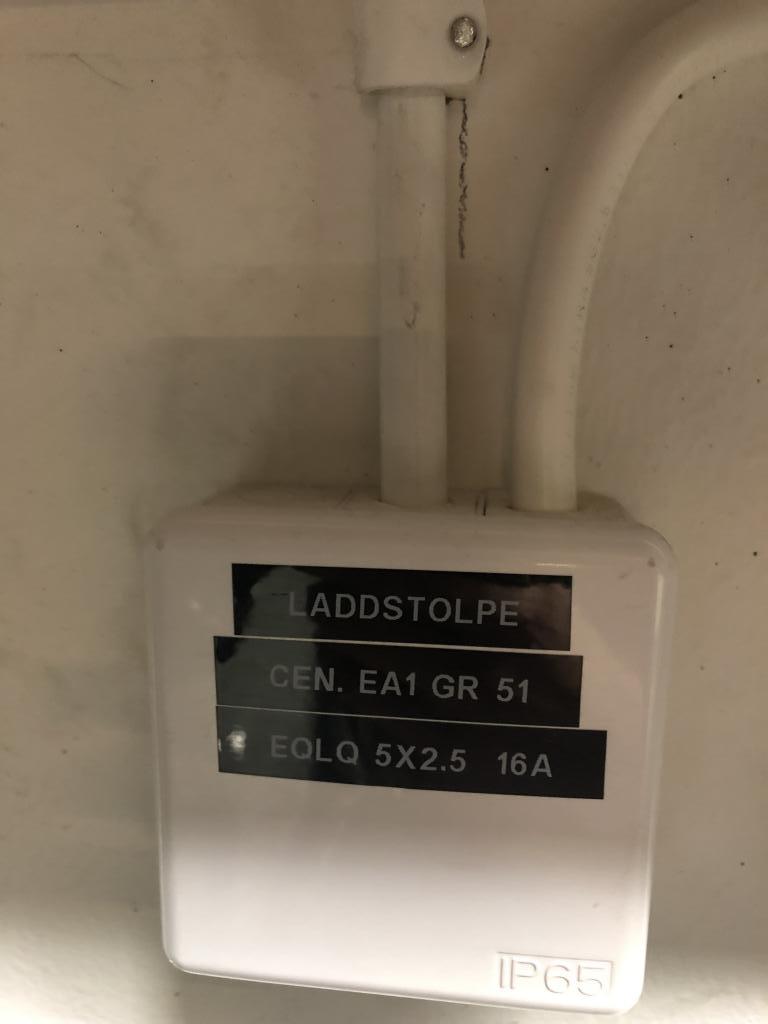 LADDSTOLPE
CEN. EA1 GR 51
EQLQ 5X2.5 16A
IP65